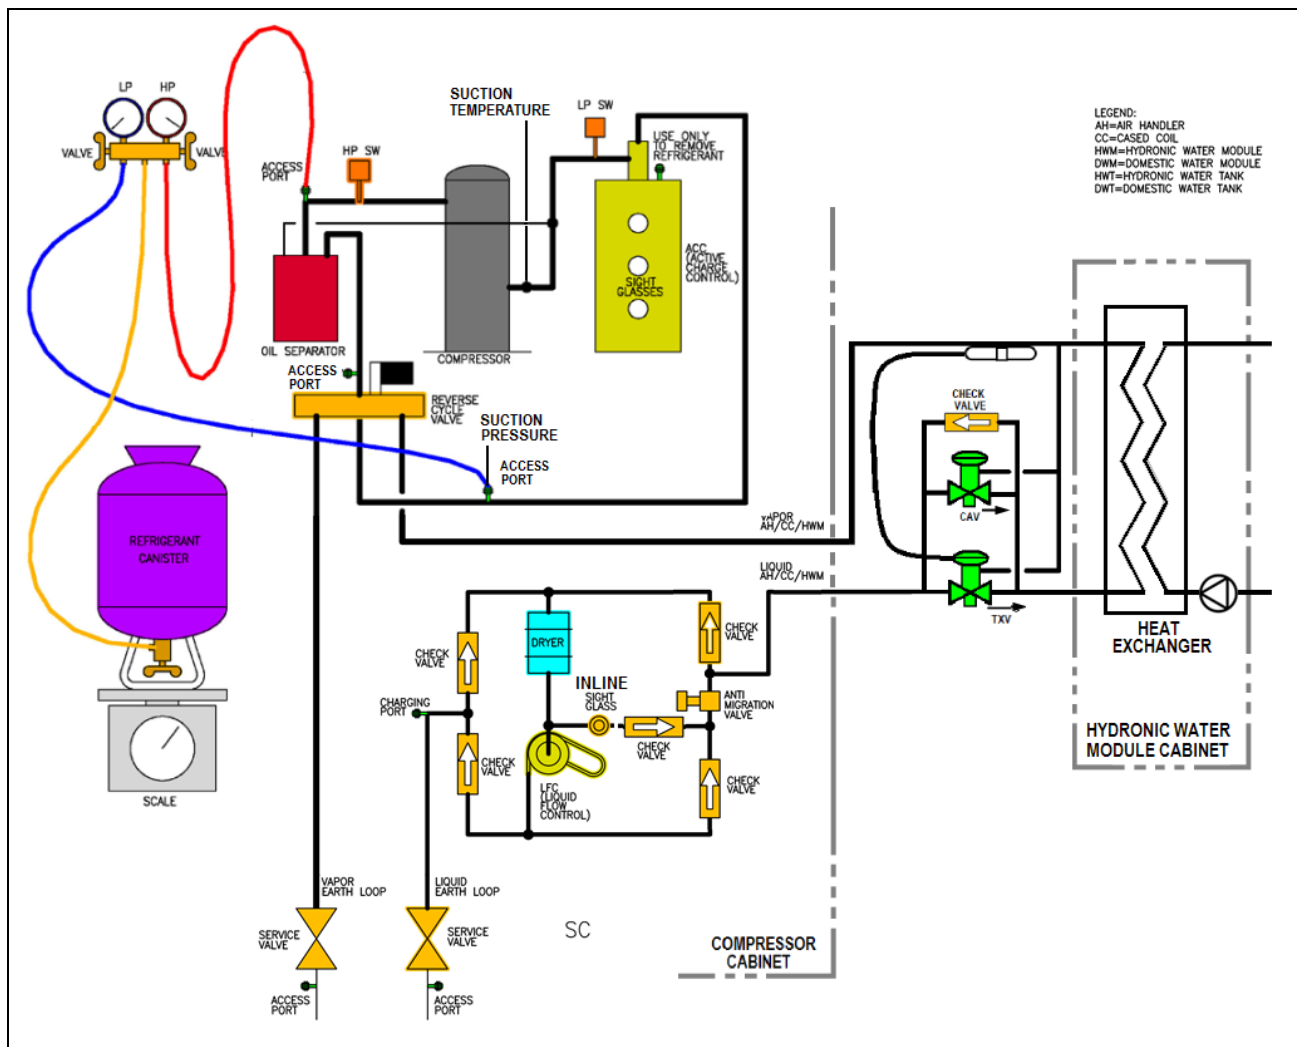 LP
HP
VALVE
VALVE
ACCESS
PORT
HP SW
SUCTION
TEMPERATURE
LP SW
USE ONLY
TO REMOVE
REFRIGERANT
LEGEND:
AH=AIR HANDLER
CC=CASED COIL
HWM=HYDRONIC WATER MODULE
DWM=DOMESTIC WATER MODULE
HWT=HYDRONIC WATER TANK
DWT=DOMESTIC WATER TANK
ACC
(ACTIVE
CHARGE
CONTROL)
SIGHT
GLASSES
OIL SEPARATOR
COMPRESSOR
ACCESS
PORT
REVERSE
CYCLE
VALVE
SUCTION
PRESSURE
ACCESS
PORT
CHECK
VALVE
CAV
VAPOR
AH/CC/HWM
LIQUID
AH/CC/HWM
TXV
REFRIGERANT
CANISTER
HEAT
EXCHANGER
DRYER
CHECK
VALVE
CHECK
VALVE
INLINE
SIGHT
GLASS
CHARGING
PORT
ANTI
MIGRATION
VALVE
CHECK
VALVE
CHECK
VALVE
CHECK
VALVE
LFC
(LIQUID
FLOW
CONTROL)
HYDRONIC WATER
MODULE CABINET
SCALE
VAPOR
EARTH LOOP
LIQUID
EARTH LOOP
SERVICE
VALVE
SERVICE
VALVE
SC
COMPRESSOR
CABINET
ACCESS
PORT
ACCESS
PORT